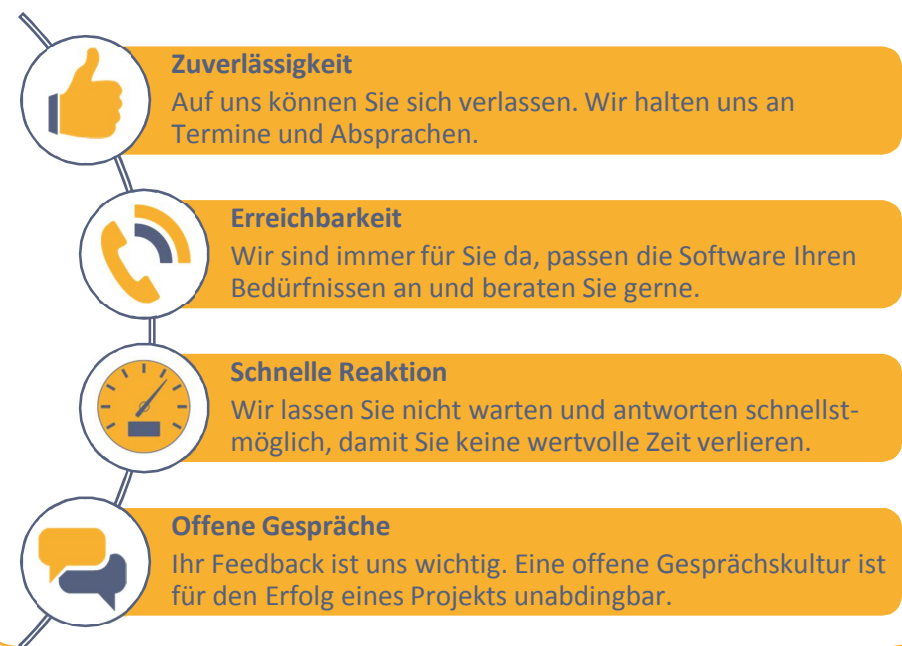 Zuverlässigkeit
Auf uns können Sie sich verlassen. Wir halten uns an
Termine und Absprachen.
Erreichbarkeit
Wir sind immer für Sie da, passen die Software Ihren
Bedürfnissen an und beraten Sie gerne.
Schnelle Reaktion
Wir lassen Sie nicht warten und antworten schnellst-
möglich, damit Sie keine wertvolle Zeit verlieren.
Offene Gespräche
Ihr Feedback ist uns wichtig. Eine offene Gesprächskultur ist
für den Erfolg eines Projekts unabdingbar.